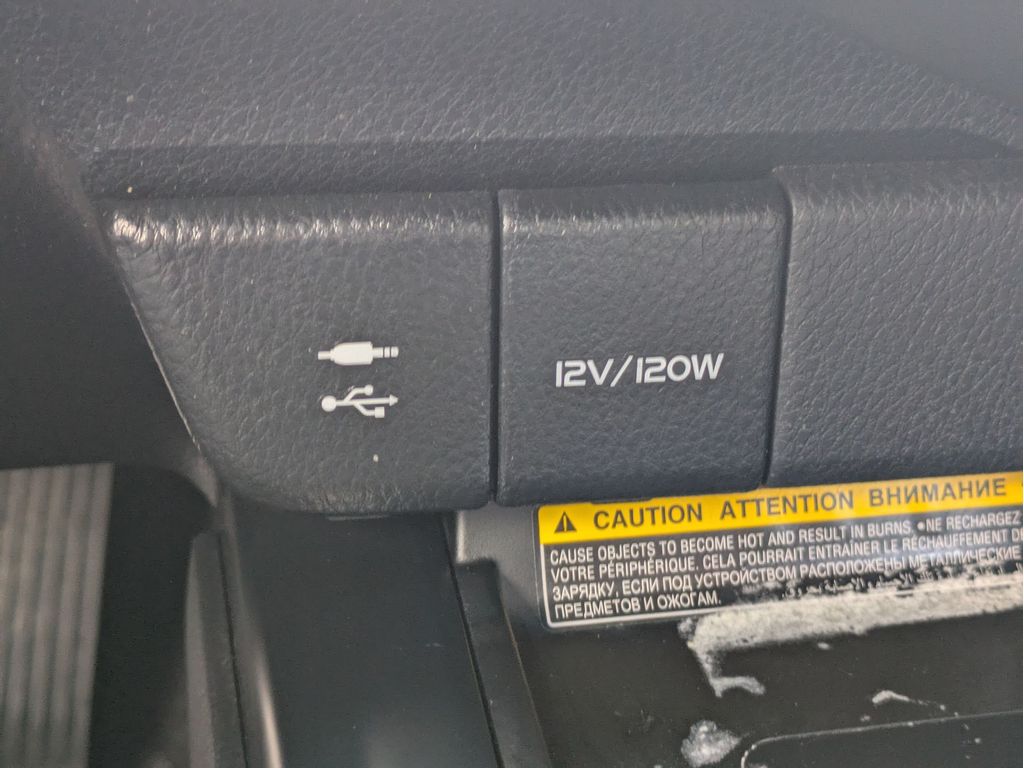 12V/120W
CAUTION ATTENTION ВНИМАНИЕ
CAUSE OBJECTS TO BECOME HOT AND RESULT IN BURNS. •NE RECHARGEZ
VOTRE PÉRIPHÉRIQUE. CELA POURRAIT ENTRAÎNER LE RÉCHAUFFEMENT
ЗАРЯДКУ, ЕСЛИ ПОД УСТРОЙСТВОМ РАСПОЛОЖЕНЫ МЕТАЛЛИЧЕСКИЕ
ПРЕДМЕТОВ И ОЖОГАМ.